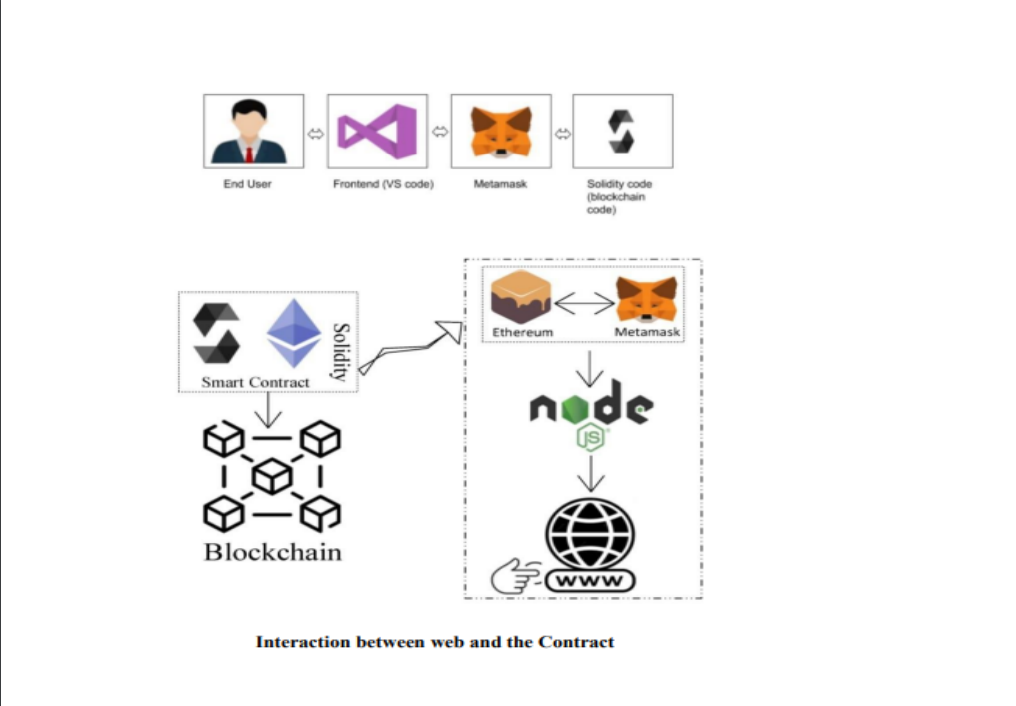 End User
Frontend (VS code)
Metamask
Solidity code
(blockchain
code)
Solidity
Smart Contract
Blockchain
Ethereum
Metamask
node
JS
www
Interaction between web and the Contract